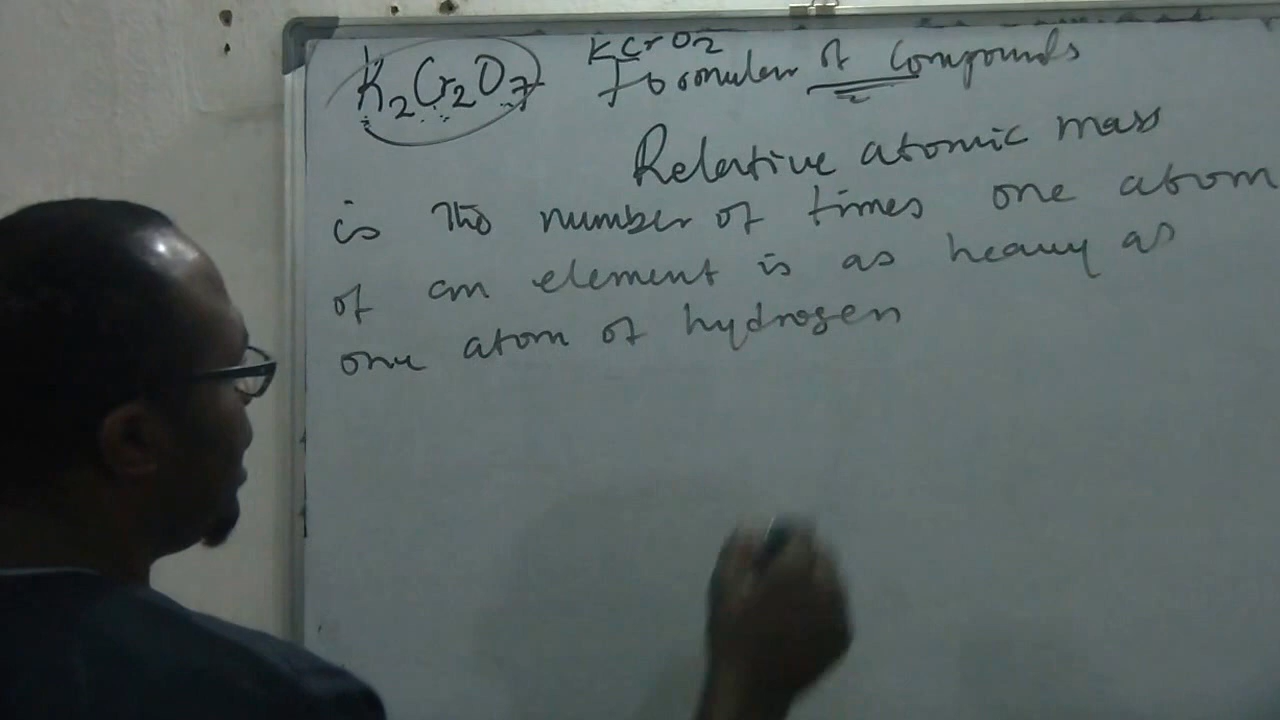 KCrO2
K2Cr2O7 Formular of Compounds
Relative atomic mass
is the number of times one atom
of an element is as heavy as
one atom of hydrogen